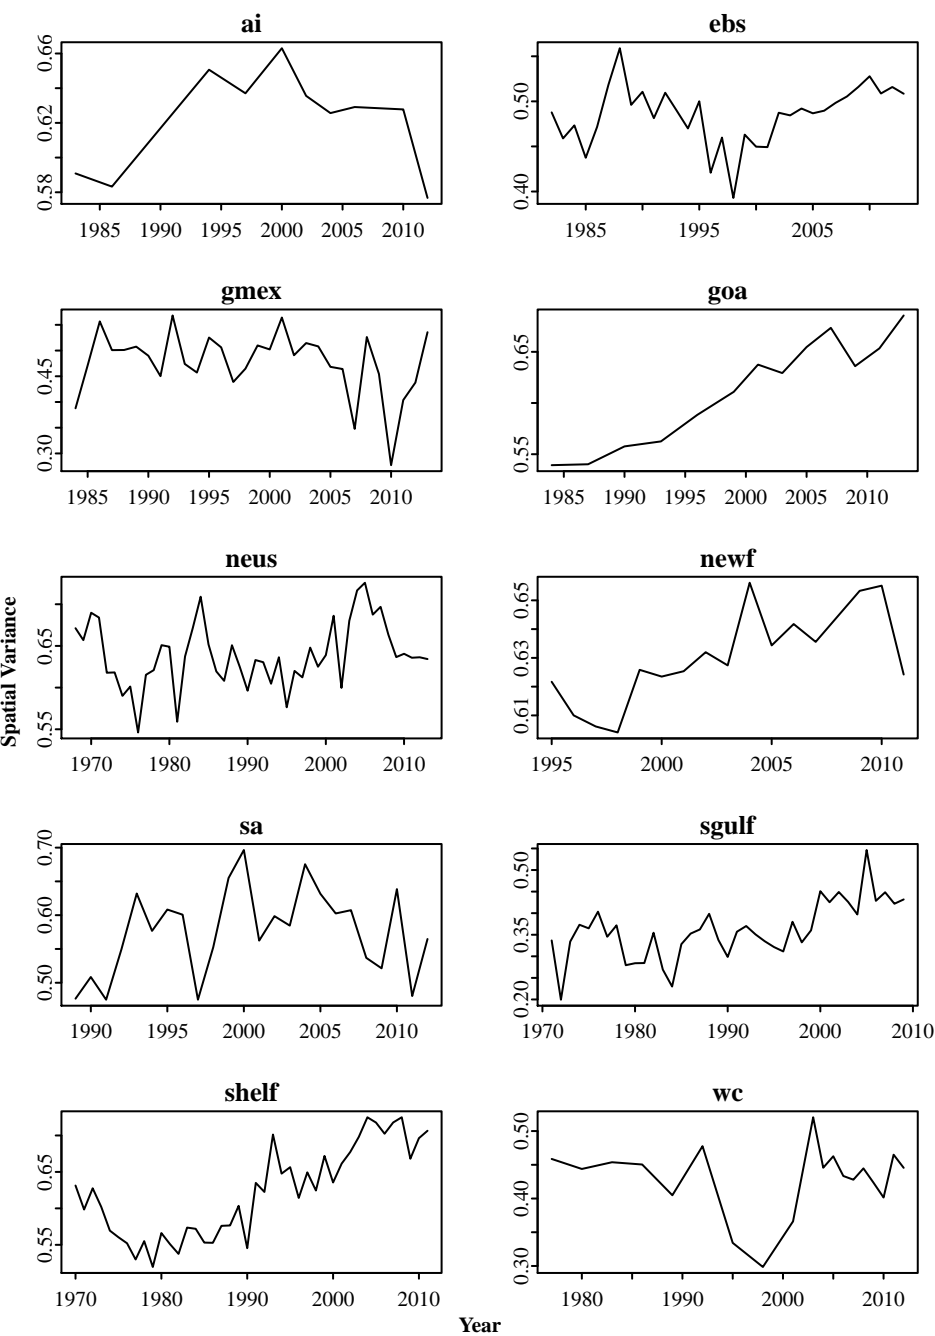 ai
0.58 0.62 0.66
1985 1990 1995 2000 2005 2010
ebs
0.40 0.50
1985 1995 2005
gmex
0.30 0.45
1985 1990 1995 2000 2005 2010
goa
0.55 0.65
1985 1990 1995 2000 2005 2010
neus
0.55 0.65
1970 1980 1990 2000 2010
newf
0.61 0.63 0.65
1995 2000 2005 2010
sa
0.50 0.60 0.70
1990 1995 2000 2005 2010
sgulf
0.20 0.35 0.50
1970 1980 1990 2000 2010
shelf
0.55 0.65
1970 1980 1990 2000 2010
wc
0.30 0.40 0.50
1980 1990 2000 2010
Spatial Variance
Year